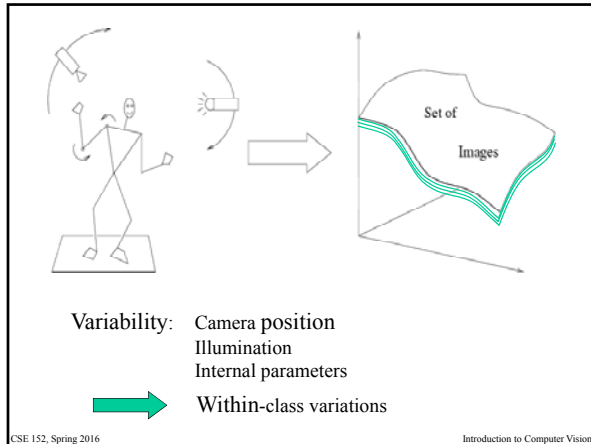 Set of
Images
Variability: Camera position
Illumination
Internal parameters
Within-class variations
CSE 152, Spring 2016 Introduction to Computer Vision